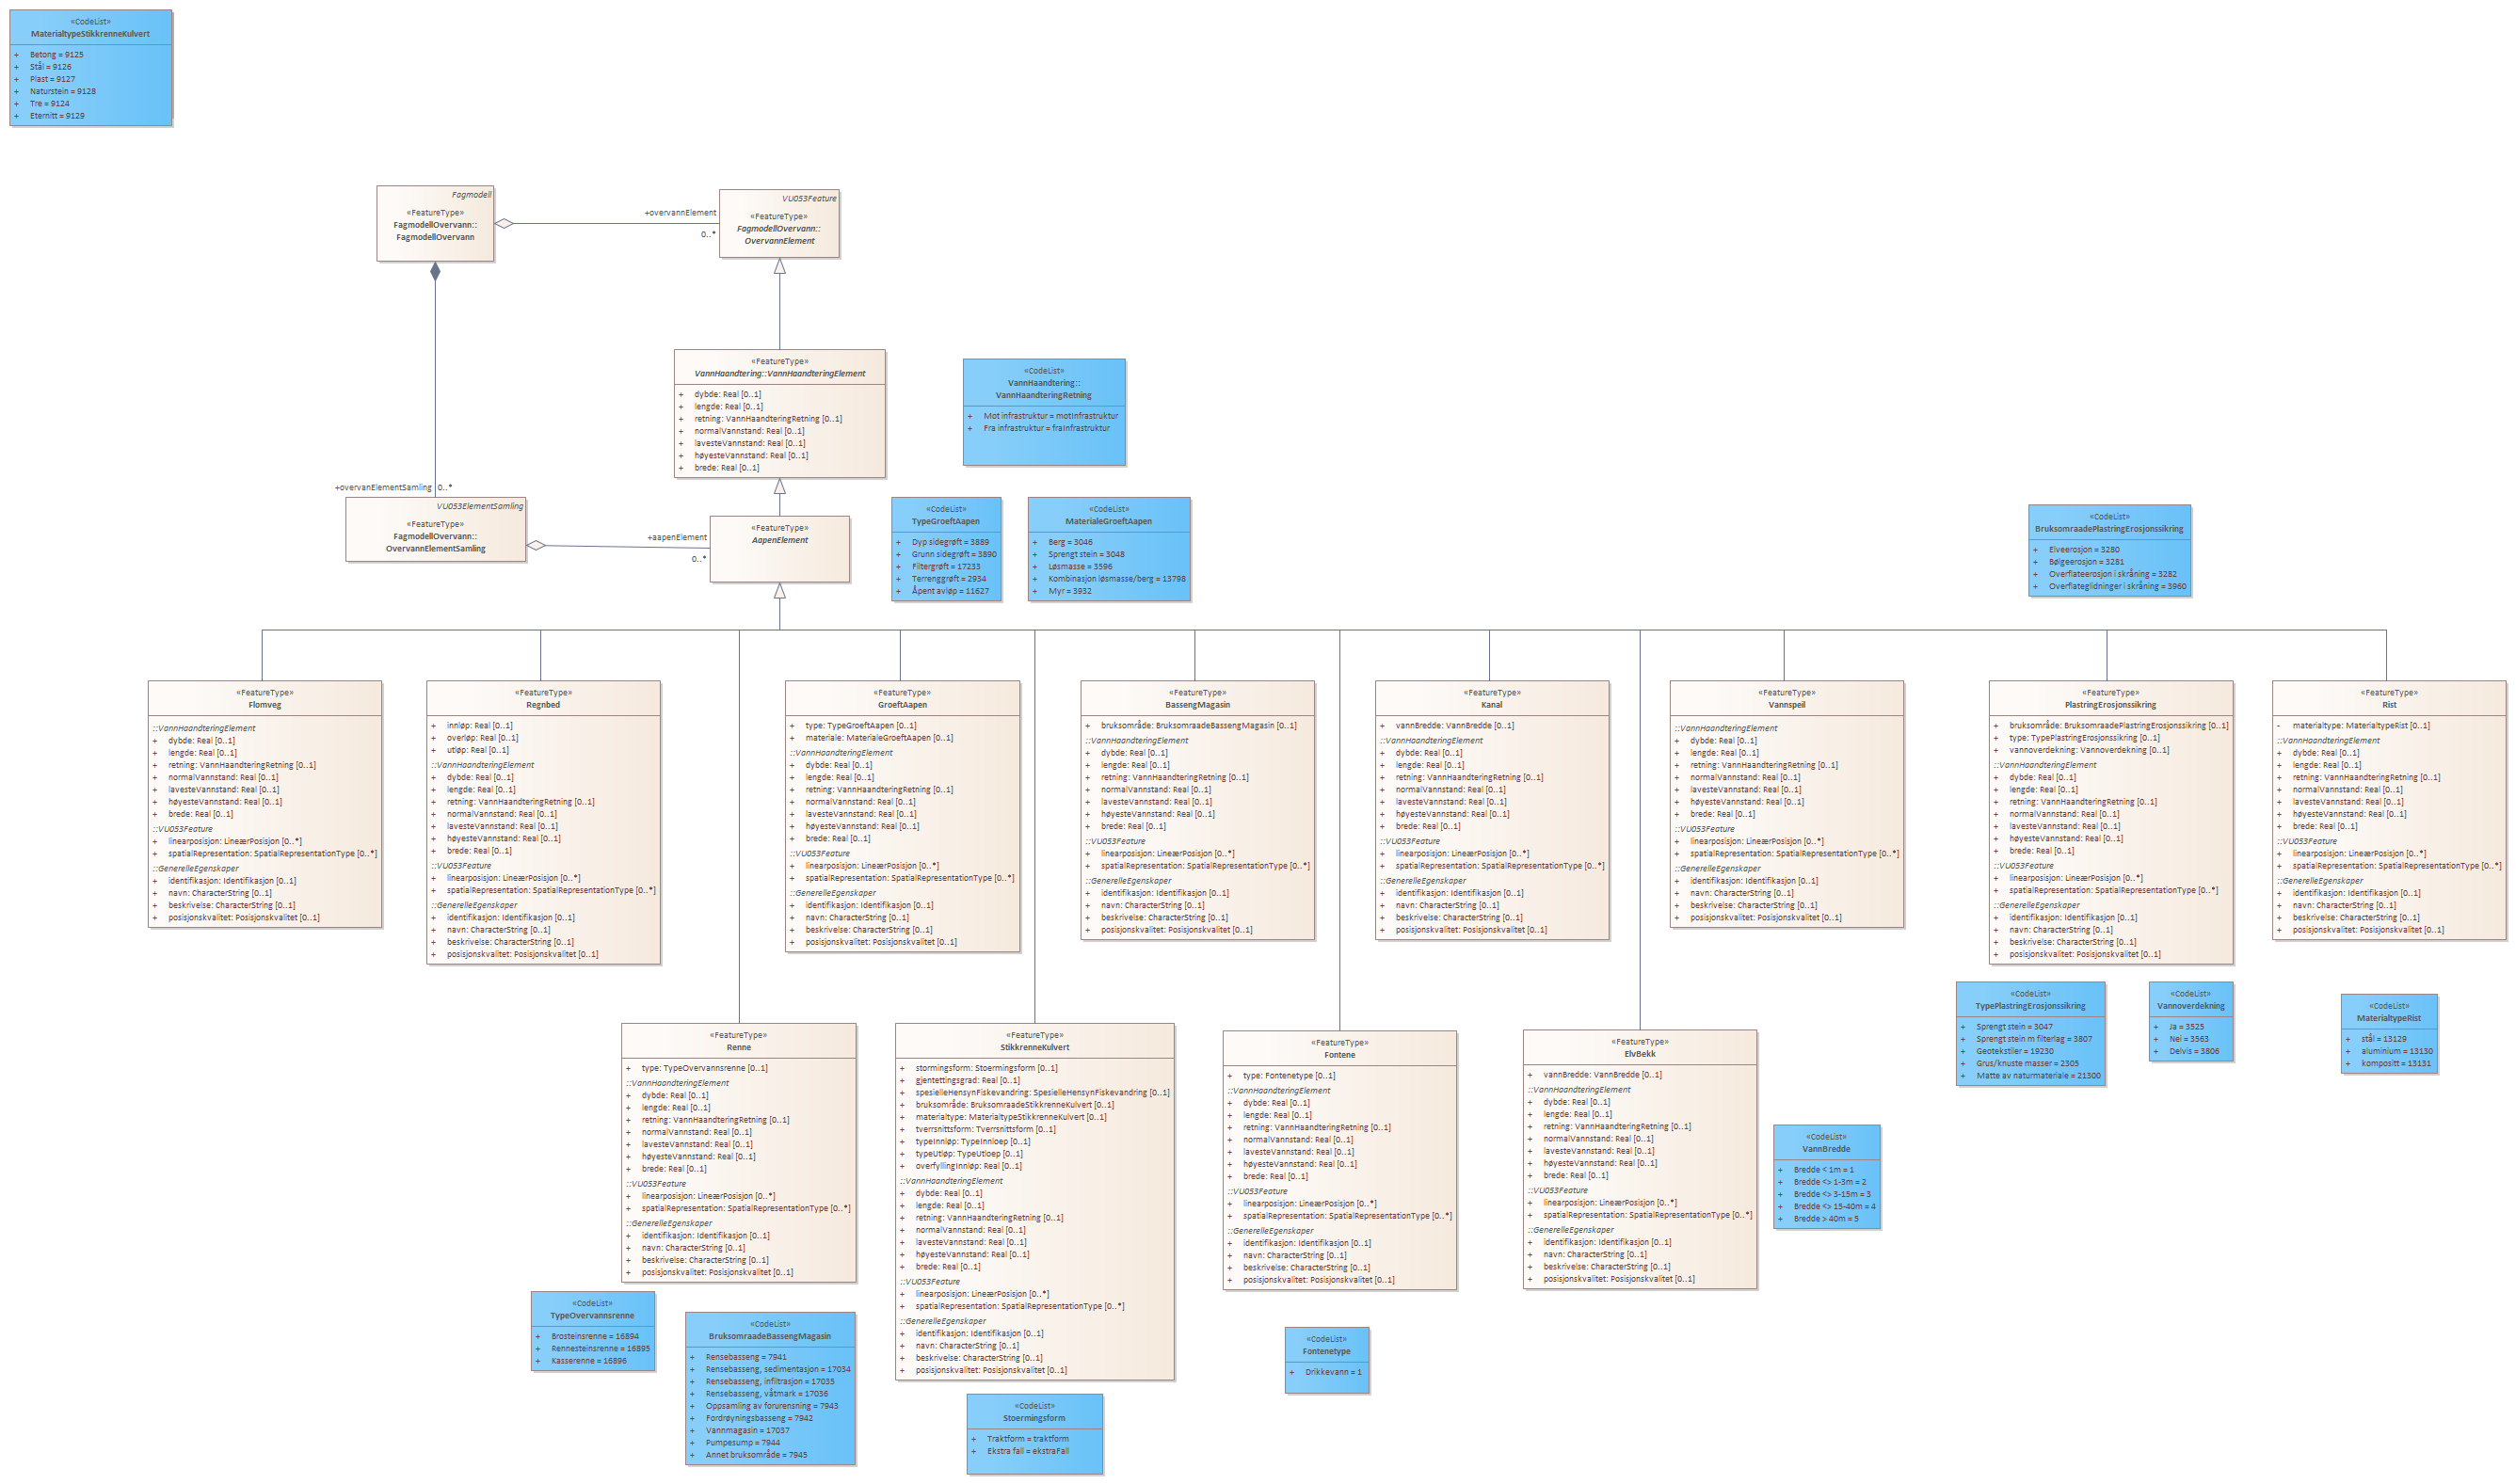 «CodeList»
MaterialtypeStikkrenneKulvert
+ Betong = 9125
+ Stål = 9126
+ Plast = 9127
+ Naturstein = 9128
+ Tre = 9124
+ Eternitt = 9129
Fagmodell
«FeatureType»
FagmodellOvervann::
FagmodellOvervann
+overvannElement
0..*
VU053Feature
«FeatureType»
FagmodellOvervann::
OvervannElement
«FeatureType»
VannHaandtering::VannHaandteringElement
+ dybde: Real [0..1]
+ lengde: Real [0..1]
+ retning: VannHaandteringRetning [0..1]
+ normalVannstand: Real [0..1]
+ lavesteVannstand: Real [0..1]
+ høyesteVannstand: Real [0..1]
+ brede: Real [0..1]
«CodeList»
VannHaandtering::
VannHaandteringRetning
+ Mot infrastruktur = motInfrastruktur
+ Fra infrastruktur = fraInfrastruktur
+overvanElementSamling 0..*
VU053ElementSamling
«FeatureType»
FagmodellOvervann::
OvervannElementSamling
+aapenElement
0..*
«FeatureType»
AapenElement
«CodeList»
TypeGroeftAapen
+ Dyp sidegrøft = 3889
+ Grunn sidegrøft = 3890
+ Filtergrøft = 17233
+ Terrenggrøft = 2934
+ Åpent avløp = 11627
«CodeList»
MaterialeGroeftAapen
+ Berg = 3046
+ Sprengt stein = 3048
+ Løsmasse = 3596
+ Kombinasjon løsmasse/berg = 13798
+ Myr = 3932
«CodeList»
BruksomraadePlastringErosjonssikring
+ Elveerosjon = 3280
+ Bølgeerosjon = 3281
+ Overflateerosjon i skråning = 3282
+ Overflateglidninger i skråning = 3960
«FeatureType»
Flomveg
::VannHaandteringElement
+ dybde: Real [0..1]
+ lengde: Real [0..1]
+ retning: VannHaandteringRetning [0..1]
+ normalVannstand: Real [0..1]
+ lavesteVannstand: Real [0..1]
+ høyesteVannstand: Real [0..1]
+ brede: Real [0..1]
::VU053Feature
+ linearposisjon: LineærPosisjon [0..*]
+ spatialRepresentation: SpatialRepresentationType [0..*]
::GenerelleEgenskaper
+ identifikasjon: Identifikasjon [0..1]
+ navn: CharacterString [0..1]
+ beskrivelse: CharacterString [0..1]
+ posisjonskvalitet: Posisjonskvalitet [0..1]
«FeatureType»
Regnbed
+ innløp: Real [0..1]
+ overløp: Real [0..1]
+ utløp: Real [0..1]
::VannHaandteringElement
+ dybde: Real [0..1]
+ lengde: Real [0..1]
+ retning: VannHaandteringRetning [0..1]
+ normalVannstand: Real [0..1]
+ lavesteVannstand: Real [0..1]
+ høyesteVannstand: Real [0..1]
+ brede: Real [0..1]
::VU053Feature
+ linearposisjon: LineærPosisjon [0..*]
+ spatialRepresentation: SpatialRepresentationType [0..*]
::GenerelleEgenskaper
+ identifikasjon: Identifikasjon [0..1]
+ navn: CharacterString [0..1]
+ beskrivelse: CharacterString [0..1]
+ posisjonskvalitet: Posisjonskvalitet [0..1]
«FeatureType»
GroeftAapen
+ type: TypeGroeftAapen [0..1]
+ materiale: MaterialeGroeftAapen [0..1]
::VannHaandteringElement
+ dybde: Real [0..1]
+ lengde: Real [0..1]
+ retning: VannHaandteringRetning [0..1]
+ normalVannstand: Real [0..1]
+ lavesteVannstand: Real [0..1]
+ høyesteVannstand: Real [0..1]
+ brede: Real [0..1]
::VU053Feature
+ linearposisjon: LineærPosisjon [0..*]
+ spatialRepresentation: SpatialRepresentationType [0..*]
::GenerelleEgenskaper
+ identifikasjon: Identifikasjon [0..1]
+ navn: CharacterString [0..1]
+ beskrivelse: CharacterString [0..1]
+ posisjonskvalitet: Posisjonskvalitet [0..1]
«FeatureType»
BassengMagasin
+ bruksområde: BruksomraadeBassengMagasin [0..1]
::VannHaandteringElement
+ dybde: Real [0..1]
+ lengde: Real [0..1]
+ retning: VannHaandteringRetning [0..1]
+ normalVannstand: Real [0..1]
+ lavesteVannstand: Real [0..1]
+ høyesteVannstand: Real [0..1]
+ brede: Real [0..1]
::VU053Feature
+ linearposisjon: LineærPosisjon [0..*]
+ spatialRepresentation: SpatialRepresentationType [0..*]
::GenerelleEgenskaper
+ identifikasjon: Identifikasjon [0..1]
+ navn: CharacterString [0..1]
+ beskrivelse: CharacterString [0..1]
+ posisjonskvalitet: Posisjonskvalitet [0..1]
«FeatureType»
Kanal
+ vannBredde: VannBredde [0..1]
::VannHaandteringElement
+ dybde: Real [0..1]
+ lengde: Real [0..1]
+ retning: VannHaandteringRetning [0..1]
+ normalVannstand: Real [0..1]
+ lavesteVannstand: Real [0..1]
+ høyesteVannstand: Real [0..1]
+ brede: Real [0..1]
::VU053Feature
+ linearposisjon: LineærPosisjon [0..*]
+ spatialRepresentation: SpatialRepresentationType [0..*]
::GenerelleEgenskaper
+ identifikasjon: Identifikasjon [0..1]
+ navn: CharacterString [0..1]
+ beskrivelse: CharacterString [0..1]
+ posisjonskvalitet: Posisjonskvalitet [0..1]
«FeatureType»
Vannspeil
::VannHaandteringElement
+ dybde: Real [0..1]
+ lengde: Real [0..1]
+ retning: VannHaandteringRetning [0..1]
+ normalVannstand: Real [0..1]
+ lavesteVannstand: Real [0..1]
+ høyesteVannstand: Real [0..1]
+ brede: Real [0..1]
::VU053Feature
+ linearposisjon: LineærPosisjon [0..*]
+ spatialRepresentation: SpatialRepresentationType [0..*]
::GenerelleEgenskaper
+ identifikasjon: Identifikasjon [0..1]
+ navn: CharacterString [0..1]
+ beskrivelse: CharacterString [0..1]
+ posisjonskvalitet: Posisjonskvalitet [0..1]
«FeatureType»
PlastringErosjonssikring
+ bruksområde: BruksomraadePlastringErosjonssikring [0..1]
+ type: TypePlastringErosjonssikring [0..1]
+ vannoverdekning: Vannoverdekning [0..1]
::VannHaandteringElement
+ dybde: Real [0..1]
+ lengde: Real [0..1]
+ retning: VannHaandteringRetning [0..1]
+ normalVannstand: Real [0..1]
+ lavesteVannstand: Real [0..1]
+ høyesteVannstand: Real [0..1]
+ brede: Real [0..1]
::VU053Feature
+ linearposisjon: LineærPosisjon [0..*]
+ spatialRepresentation: SpatialRepresentationType [0..*]
::GenerelleEgenskaper
+ identifikasjon: Identifikasjon [0..1]
+ navn: CharacterString [0..1]
+ beskrivelse: CharacterString [0..1]
+ posisjonskvalitet: Posisjonskvalitet [0..1]
«FeatureType»
Rist
- materialtype: MaterialtypeRist [0..1]
::VannHaandteringElement
+ dybde: Real [0..1]
+ lengde: Real [0..1]
+ retning: VannHaandteringRetning [0..1]
+ normalVannstand: Real [0..1]
+ lavesteVannstand: Real [0..1]
+ høyesteVannstand: Real [0..1]
+ brede: Real [0..1]
::VU053Feature
+ linearposisjon: LineærPosisjon [0..*]
+ spatialRepresentation: SpatialRepresentationType [0..*]
::GenerelleEgenskaper
+ identifikasjon: Identifikasjon [0..1]
+ navn: CharacterString [0..1]
+ beskrivelse: CharacterString [0..1]
+ posisjonskvalitet: Posisjonskvalitet [0..1]
«FeatureType»
Renne
+ type: TypeOvervannsrenne [0..1]
::VannHaandteringElement
+ dybde: Real [0..1]
+ lengde: Real [0..1]
+ retning: VannHaandteringRetning [0..1]
+ normalVannstand: Real [0..1]
+ lavesteVannstand: Real [0..1]
+ høyesteVannstand: Real [0..1]
+ brede: Real [0..1]
::VU053Feature
+ linearposisjon: LineærPosisjon [0..*]
+ spatialRepresentation: SpatialRepresentationType [0..*]
::GenerelleEgenskaper
+ identifikasjon: Identifikasjon [0..1]
+ navn: CharacterString [0..1]
+ beskrivelse: CharacterString [0..1]
+ posisjonskvalitet: Posisjonskvalitet [0..1]
«FeatureType»
StikkrenneKulvert
+ stormingsform: Stoermingsform [0..1]
+ gjentettingsgrad: Real [0..1]
+ spesielleHensynFiskevandring: SpesielleHensynFiskevandring [0..1]
+ bruksområde: BruksomraadeStikkrenneKulvert [0..1]
+ materialtype: MaterialtypeStikkrenneKulvert [0..1]
+ tverrsnittsform: Tverrsnittsform [0..1]
+ typeInnløp: TypeInnloep [0..1]
+ typeUtløp: TypeUtloep [0..1]
+ overfyllingInnløp: Real [0..1]
::VannHaandteringElement
+ dybde: Real [0..1]
+ lengde: Real [0..1]
+ retning: VannHaandteringRetning [0..1]
+ normalVannstand: Real [0..1]
+ lavesteVannstand: Real [0..1]
+ høyesteVannstand: Real [0..1]
+ brede: Real [0..1]
::VU053Feature
+ linearposisjon: LineærPosisjon [0..*]
+ spatialRepresentation: SpatialRepresentationType [0..*]
::GenerelleEgenskaper
+ identifikasjon: Identifikasjon [0..1]
+ navn: CharacterString [0..1]
+ beskrivelse: CharacterString [0..1]
+ posisjonskvalitet: Posisjonskvalitet [0..1]
«FeatureType»
Fontene
+ type: Fontenetype [0..1]
::VannHaandteringElement
+ dybde: Real [0..1]
+ lengde: Real [0..1]
+ retning: VannHaandteringRetning [0..1]
+ normalVannstand: Real [0..1]
+ lavesteVannstand: Real [0..1]
+ høyesteVannstand: Real [0..1]
+ brede: Real [0..1]
::VU053Feature
+ linearposisjon: LineærPosisjon [0..*]
+ spatialRepresentation: SpatialRepresentationType [0..*]
::GenerelleEgenskaper
+ identifikasjon: Identifikasjon [0..1]
+ navn: CharacterString [0..1]
+ beskrivelse: CharacterString [0..1]
+ posisjonskvalitet: Posisjonskvalitet [0..1]
«FeatureType»
ElvBekk
+ vannBredde: VannBredde [0..1]
::VannHaandteringElement
+ dybde: Real [0..1]
+ lengde: Real [0..1]
+ retning: VannHaandteringRetning [0..1]
+ normalVannstand: Real [0..1]
+ lavesteVannstand: Real [0..1]
+ høyesteVannstand: Real [0..1]
+ brede: Real [0..1]
::VU053Feature
+ linearposisjon: LineærPosisjon [0..*]
+ spatialRepresentation: SpatialRepresentationType [0..*]
::GenerelleEgenskaper
+ identifikasjon: Identifikasjon [0..1]
+ navn: CharacterString [0..1]
+ beskrivelse: CharacterString [0..1]
+ posisjonskvalitet: Posisjonskvalitet [0..1]
«CodeList»
TypePlastringErosjonssikring
+ Sprengt stein = 3047
+ Sprengt stein m filterlag = 3807
+ Geotekstiler = 19230
+ Grus/knuste masser = 2305
+ Matte av naturmateriale = 21300
«CodeList»
Vannoverdekning
+ Ja = 3525
+ Nei = 3563
+ Delvis = 3806
«CodeList»
MaterialtypeRist
+ stål = 13129
+ aluminium = 13130
+ kompositt = 13131
«CodeList»
VannBredde
+ Bredde < 1m = 1
+ Bredde <> 1-3m = 2
+ Bredde <> 3-15m = 3
+ Bredde <> 15-40m = 4
+ Bredde > 40m = 5
«CodeList»
TypeOvervannsrenne
+ Brosteinsrenne = 16894
+ Rennesteinsrenne = 16895
+ Kasserenne = 16896
«CodeList»
BruksomraadeBassengMagasin
+ Rensebasseng = 7941
+ Rensebasseng, sedimentasjon = 17034
+ Rensebasseng, infiltrasjon = 17035
+ Rensebasseng, våtmark = 17036
+ Oppsamling av forurensning = 7943
+ Fordrøyningsbasseng = 7942
+ Vannmagasin = 17037
+ Pumpesump = 7944
+ Annet bruksområde = 7945
«CodeList»
Stoermingsform
+ Traktform = traktform
+ Ekstra fall = ekstraFall
«CodeList»
Fontenetype
+ Drikkevann = 1